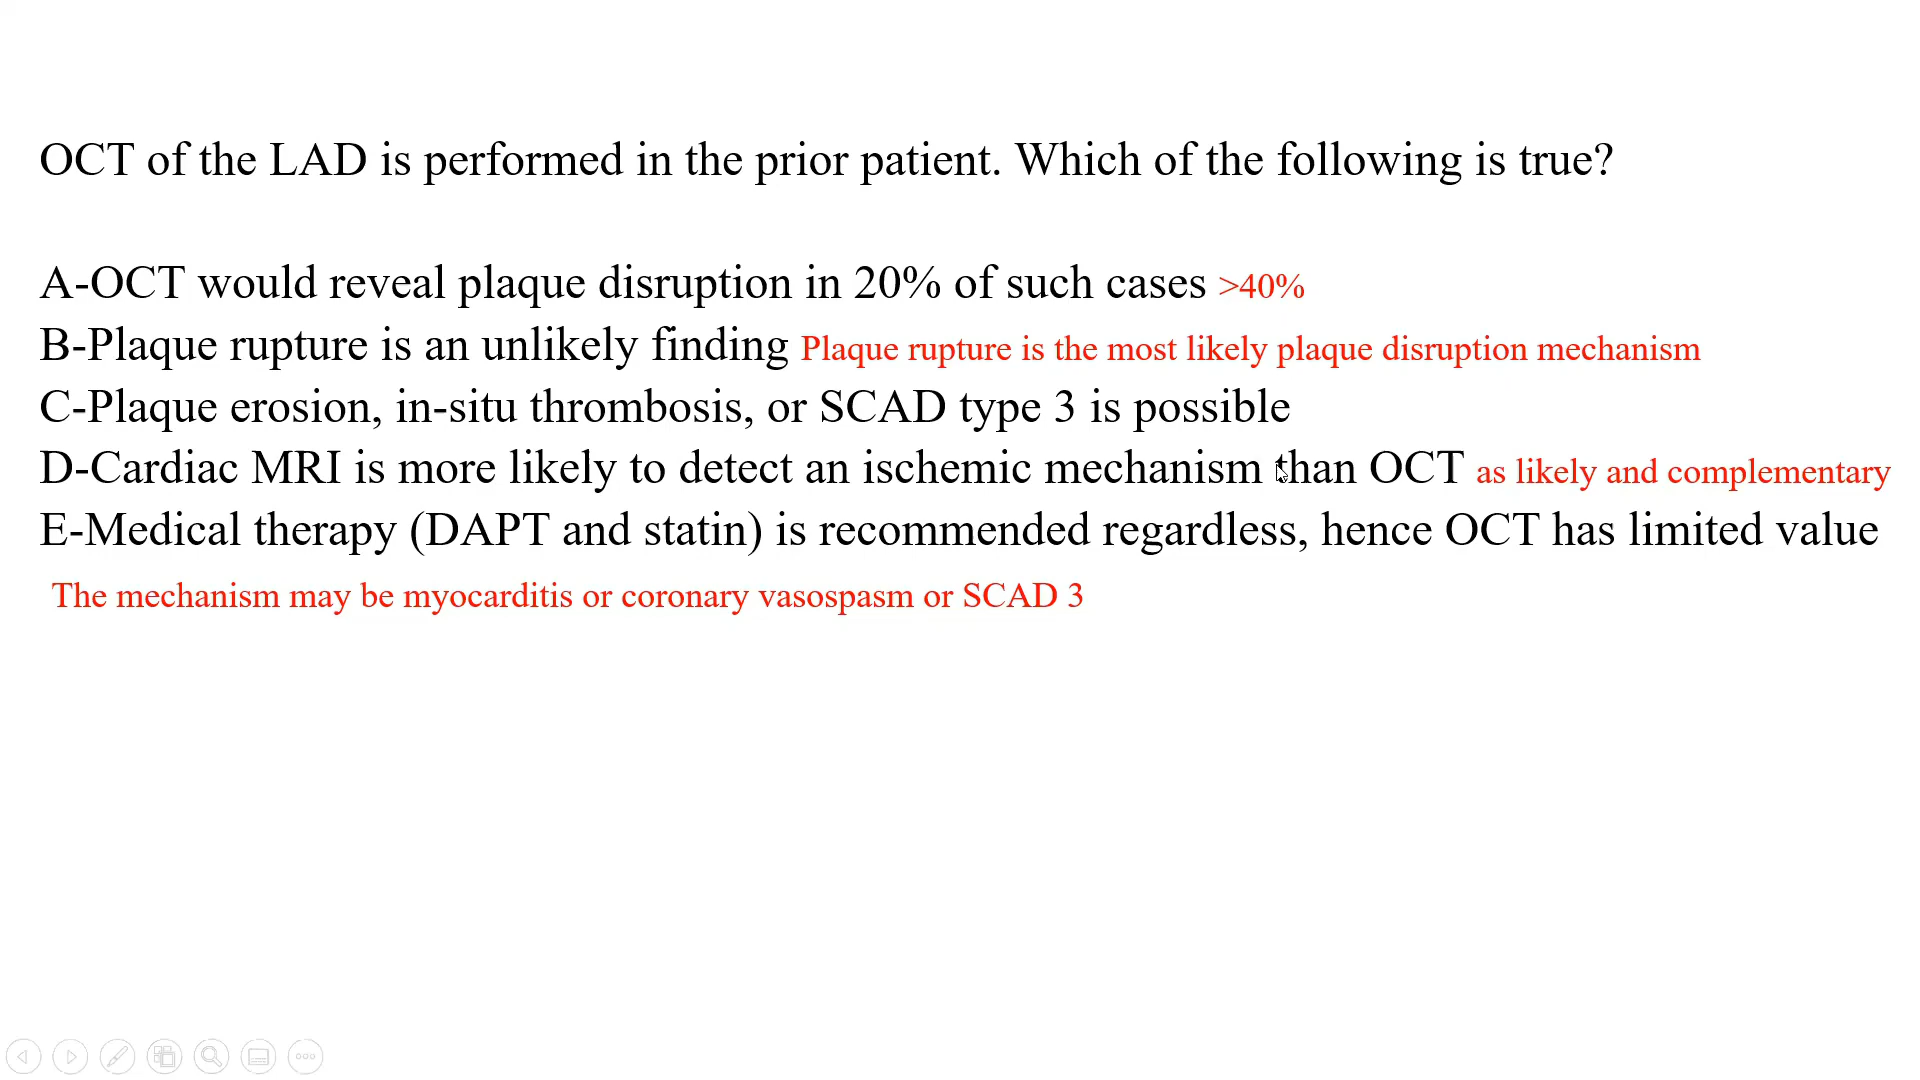 OCT of the LAD is performed in the prior patient. Which of the following is true?
A-OCT would reveal plaque disruption in 20% of such cases >40%
B-Plaque rupture is an unlikely finding Plaque rupture is the most likely plaque disruption mechanism
C-Plaque erosion, in-situ thrombosis, or SCAD type 3 is possible
D-Cardiac MRI is more likely to detect an ischemic mechanism than OCT as likely and complementary
E-Medical therapy (DAPT and statin) is recommended regardless, hence OCT has limited value
The mechanism may be myocarditis or coronary vasospasm or SCAD 3